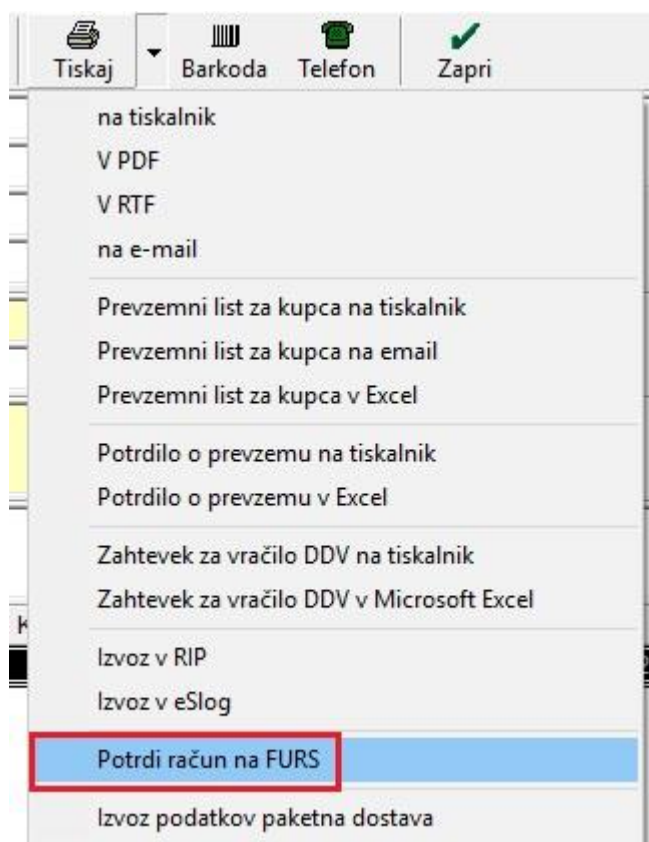 Tiskaj Barkoda Telefon Zapri
na tiskalnik
V PDF
V RTF
na e-mail
Prevzemni list za kupca na tiskalnik
Prevzemni list za kupca na email
Prevzemni list za kupca v Excel
Potrdilo o prevzemu na tiskalnik
Potrdilo o prevzemu v Excel
Zahtevek za vračilo DDV na tiskalnik
Zahtevek za vračilo DDV v Microsoft Excel
Izvoz v RIP
Izvoz v eSlog
Potrdi račun na FURS
Izvoz podatkov paketna dostava